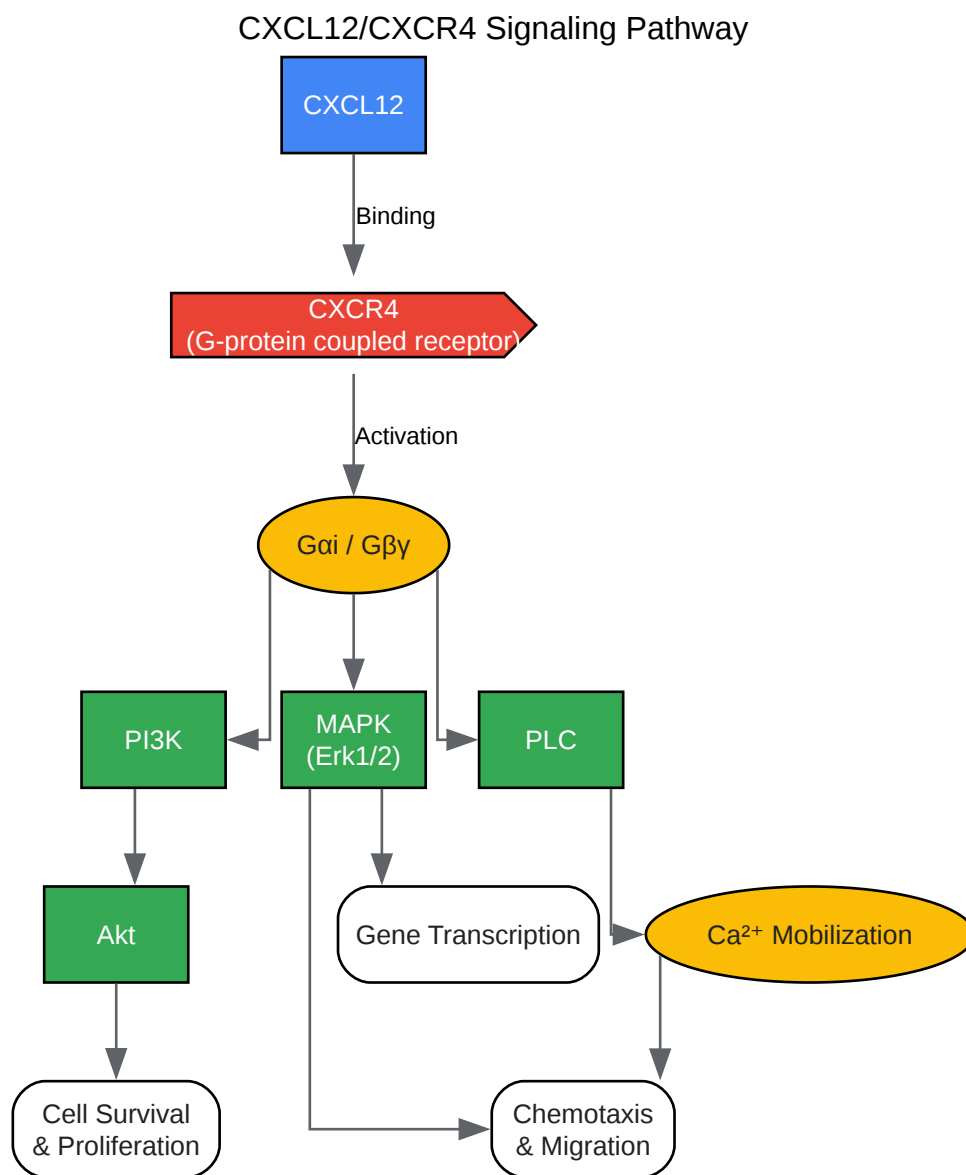 CXCL12/CXCR4 Signaling Pathway
CXCL12
Binding
CXCR4
(G-protein coupled receptor)
Activation
Gαi / Gβγ
PI3K
MAPK
(Erk1/2)
PLC
Akt
Gene Transcription
Ca²⁺ Mobilization
Cell Survival
& Proliferation
Chemotaxis
& Migration